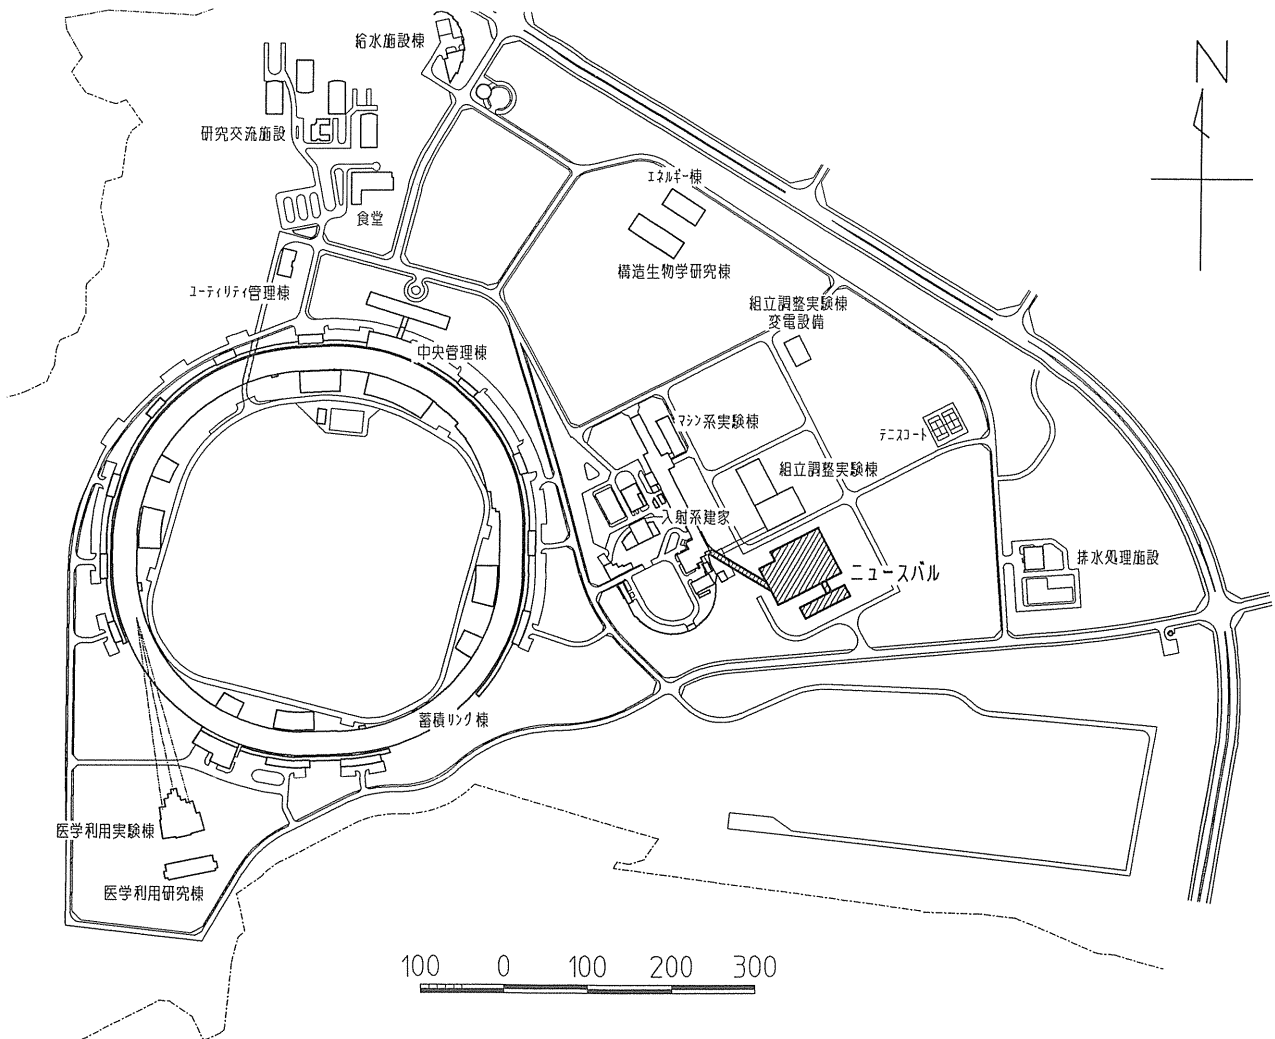 給水施設棟
N
研究交流施設
エネルギー棟
食堂
構造生物学研究棟
ユーティリティ管理棟
組立調整実験棟
変電設備
中央管理棟
マシン系実験棟
テニスコート
組立調整実験棟
入射系建家
ニュースバル
排水処理施設
蓄積リング棟
医学利用実験棟
医学利用研究棟
100 0 100 200 300